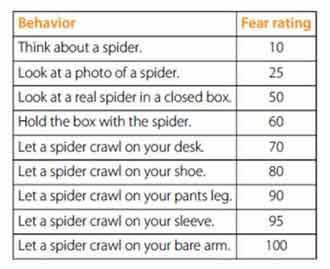 Behavior Fear rating
Think about a spider. 10
Look at a photo of a spider. 25
Look at a real spider in a closed box. 50
Hold the box with the spider. 60
Let a spider crawl on your desk. 70
Let a spider crawl on your shoe. 80
Let a spider crawl on your pants leg. 90
Let a spider crawl on your sleeve. 95
Let a spider crawl on your bare arm. 100